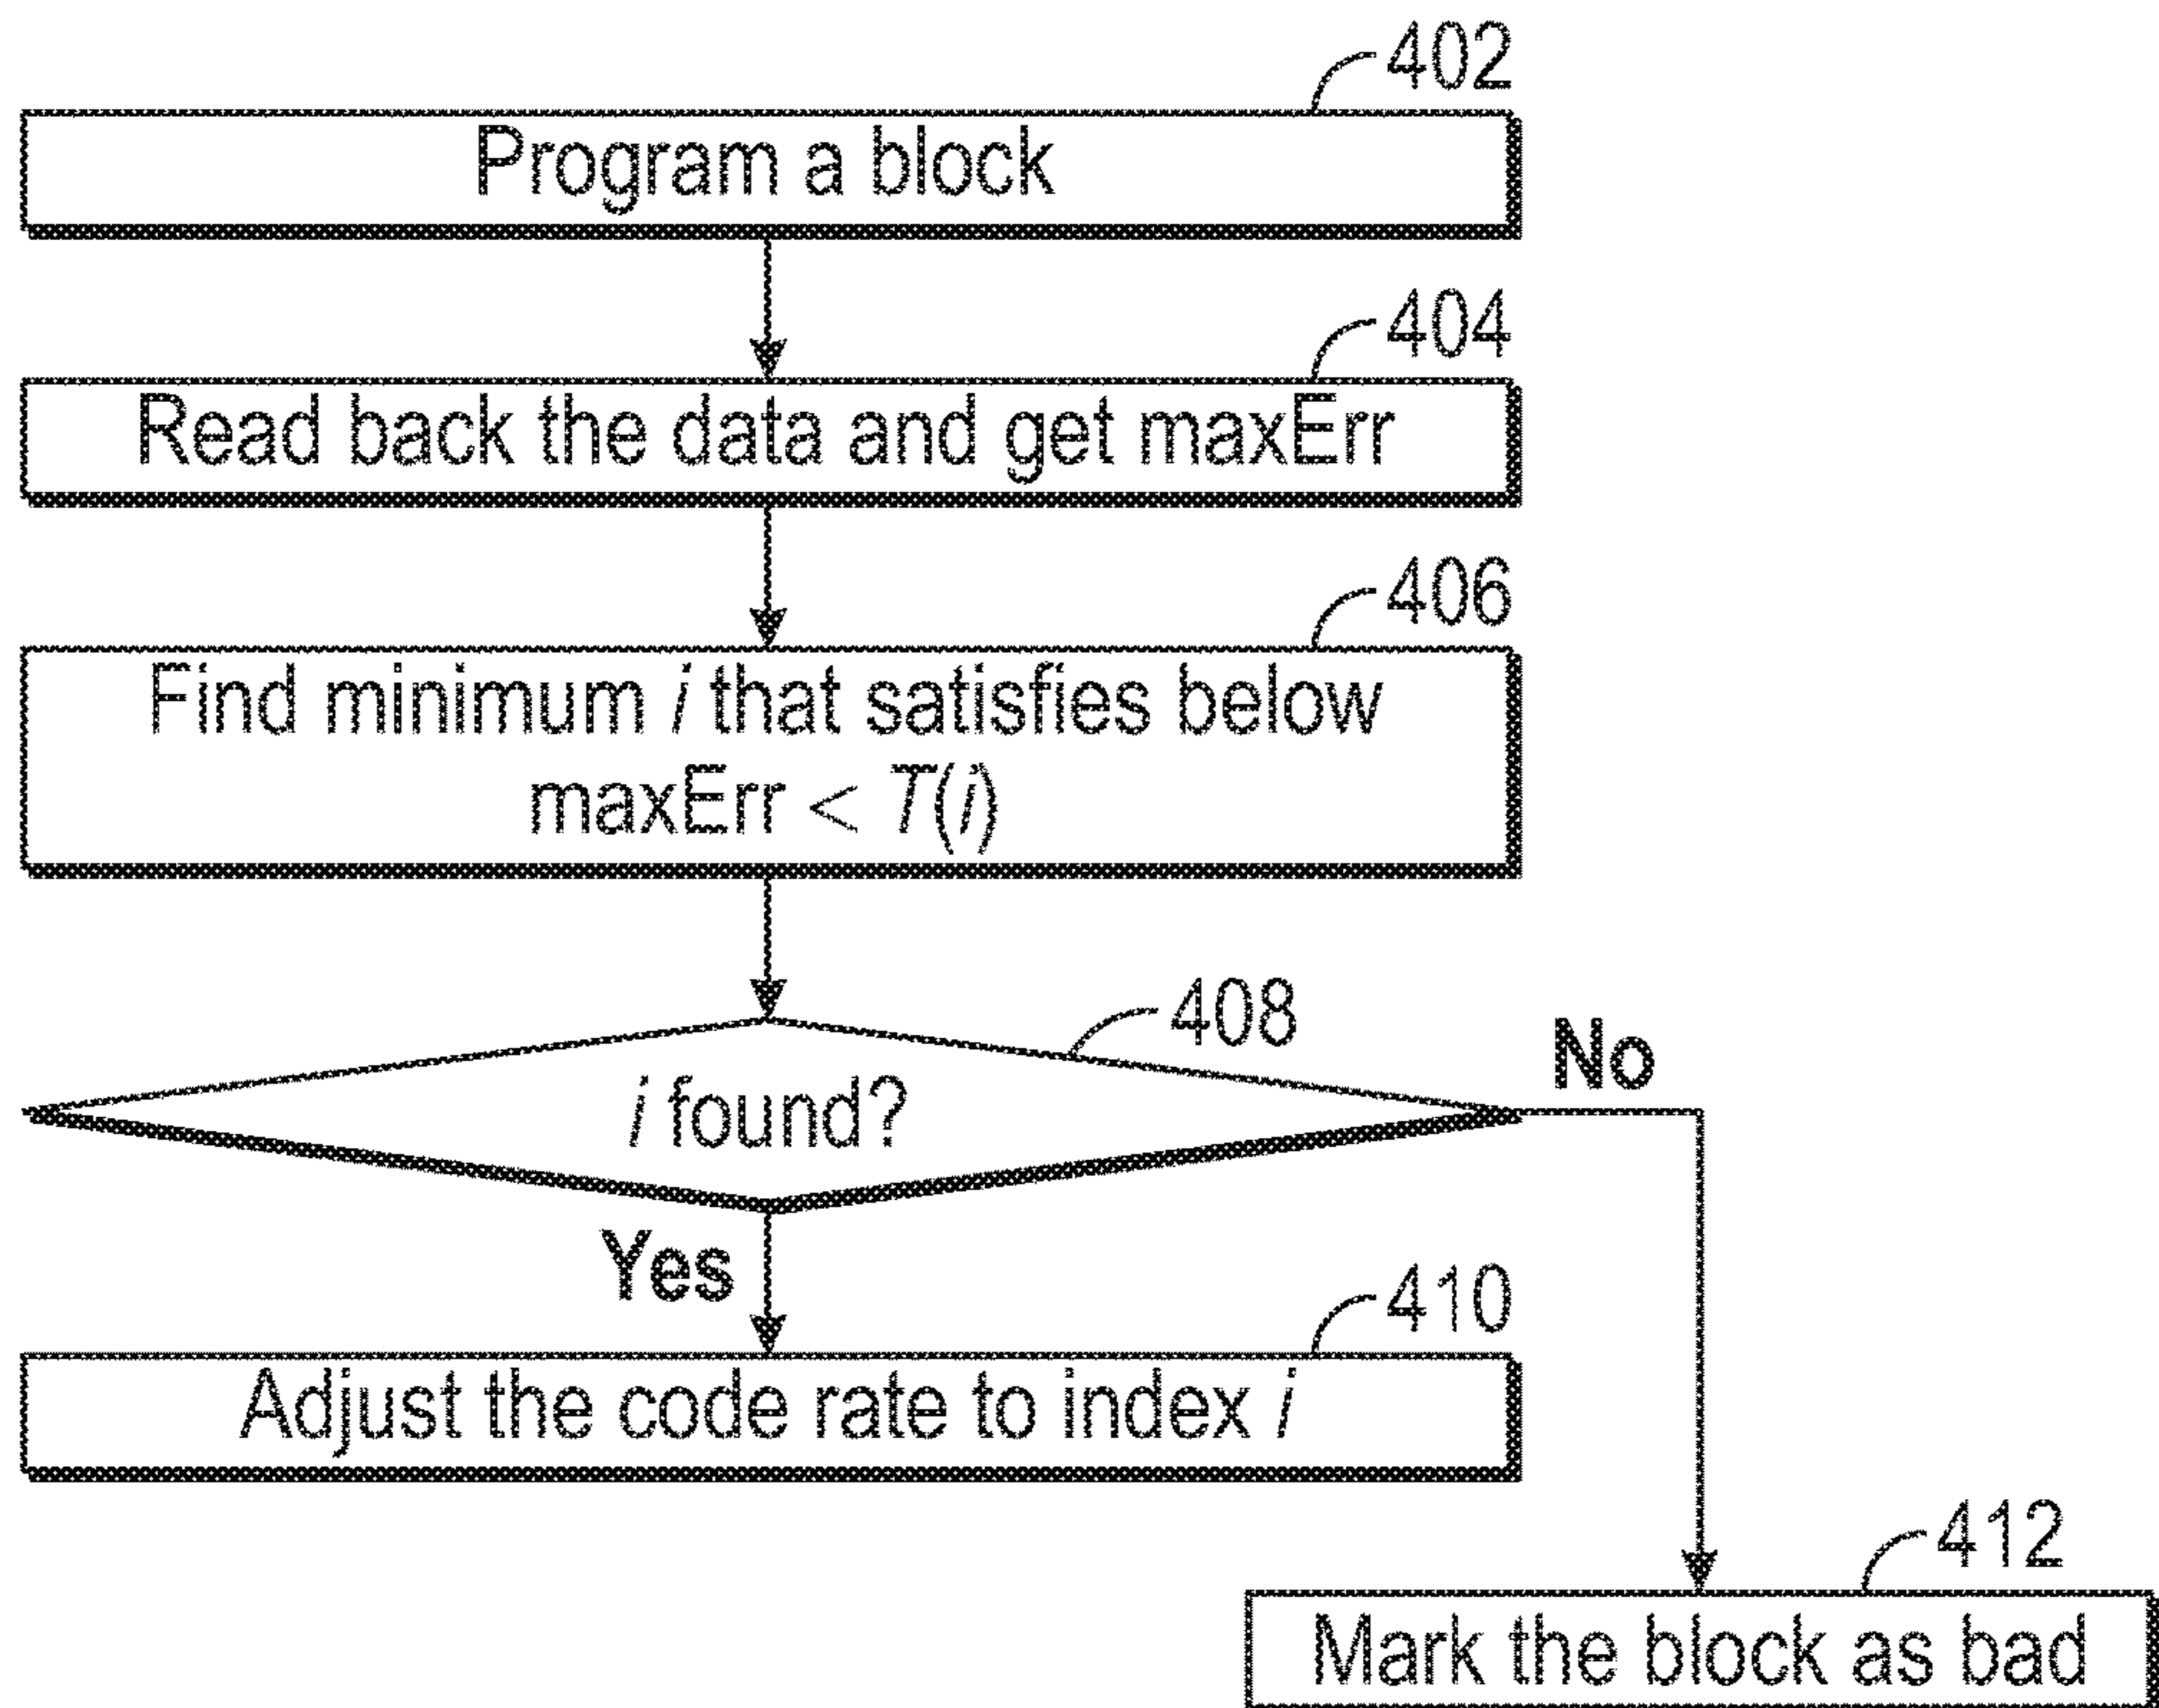 402
Program a block
404
Read back the data and get maxErr
406
Find minimum i that satisfies below
maxErr < T(i)
408
No
i found?
Yes
410
Adjust the code rate to index i
412
Mark the block as bad